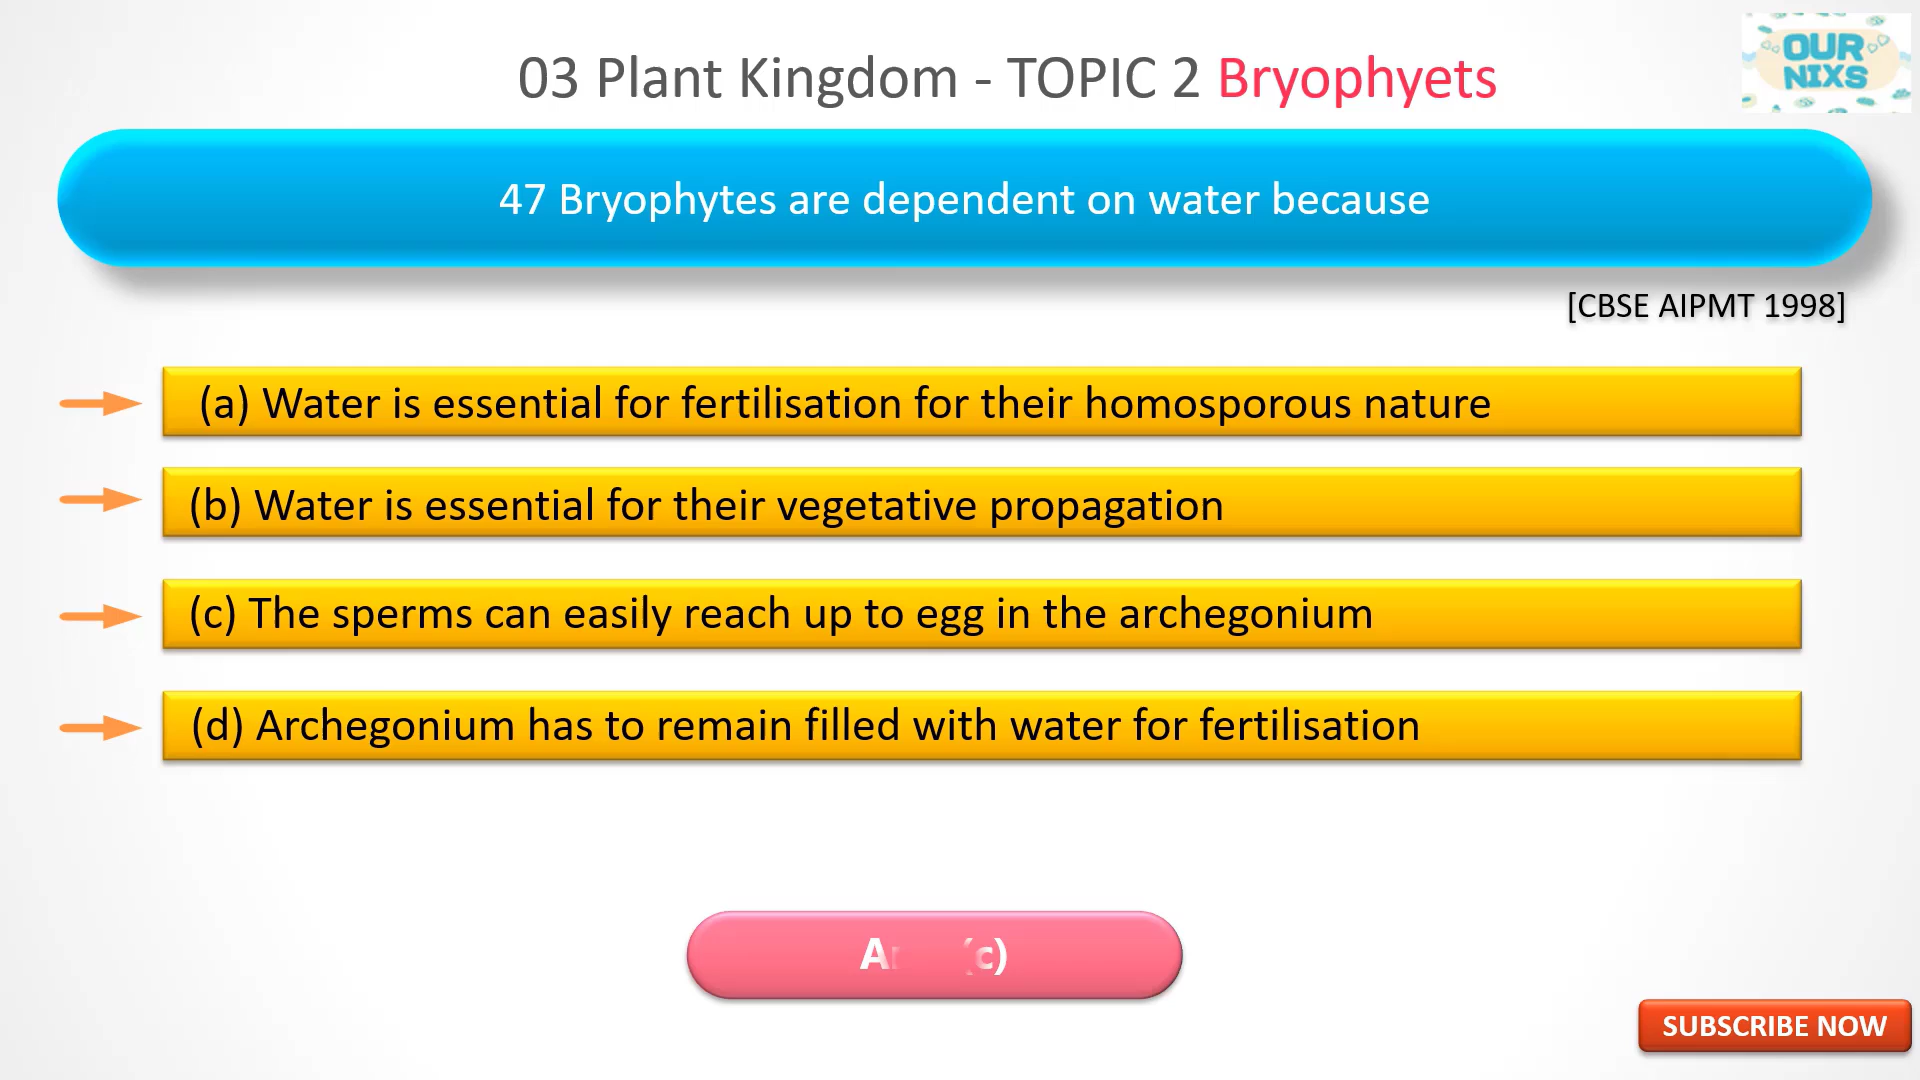 OUR
NIXS
03 Plant Kingdom - TOPIC 2 Bryophyets
47 Bryophytes are dependent on water because
[CBSE AIPMT 1998]
(a) Water is essential for fertilisation for their homosporous nature
(b) Water is essential for their vegetative propagation
(c) The sperms can easily reach up to egg in the archegonium
(d) Archegonium has to remain filled with water for fertilisation
(c)
SUBSCRIBE NOW